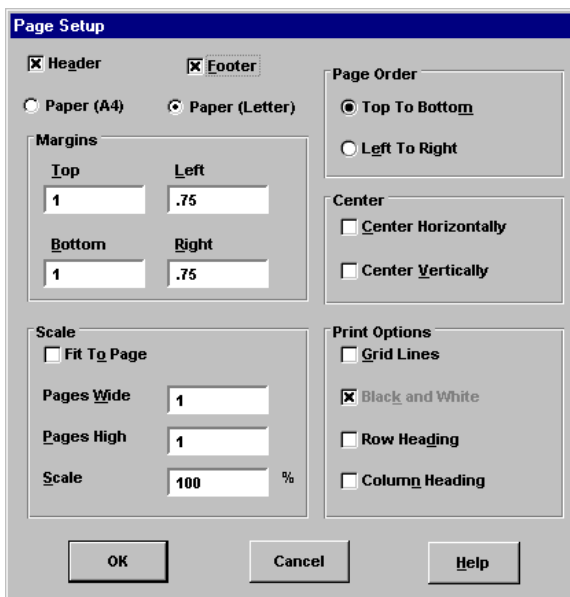 Page Setup
Header
Footer
Paper (A4)
Paper (Letter)
Margins
Top
Left
1
.75
Bottom
Right
1
.75
Page Order
Top To Bottom
Left To Right
Center
Center Horizontally
Center Vertically
Scale
Fit To Page
Pages Wide
1
Pages High
1
Scale
100
%
Print Options
Grid Lines
Black and White
Row Heading
Column Heading
OK
Cancel
Help